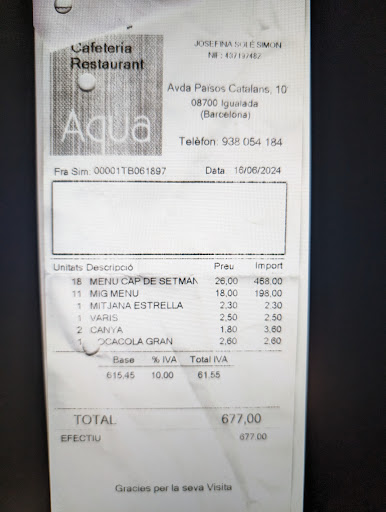 Cafeteria
Restaurant
Aqua
JOSEFINA SOLÉ SIMON
Avda Països Catalans, 10
08700 Igualada
(Barcelona)
Telèfon: 938 054 184
Fra Sim: 00001TB061897 Data 16/06/2024
Unitats Descripció Preu Import
18 MENU CAP DE SETMAN 26,00 468,00
11 MIG MENU 18,00 198,00
1 MITJANA ESTRELLA 2,30 2,30
1 VARIS 2,50 2,50
2 CANYA 1,80 3,60
1 OCACOLA GRAN 2,60 2,60
Base % IVA Total IVA
615,45 10.00 61.55
TOTAL 677,00
EFECTIU 677.00
Gracies per la seva Visita